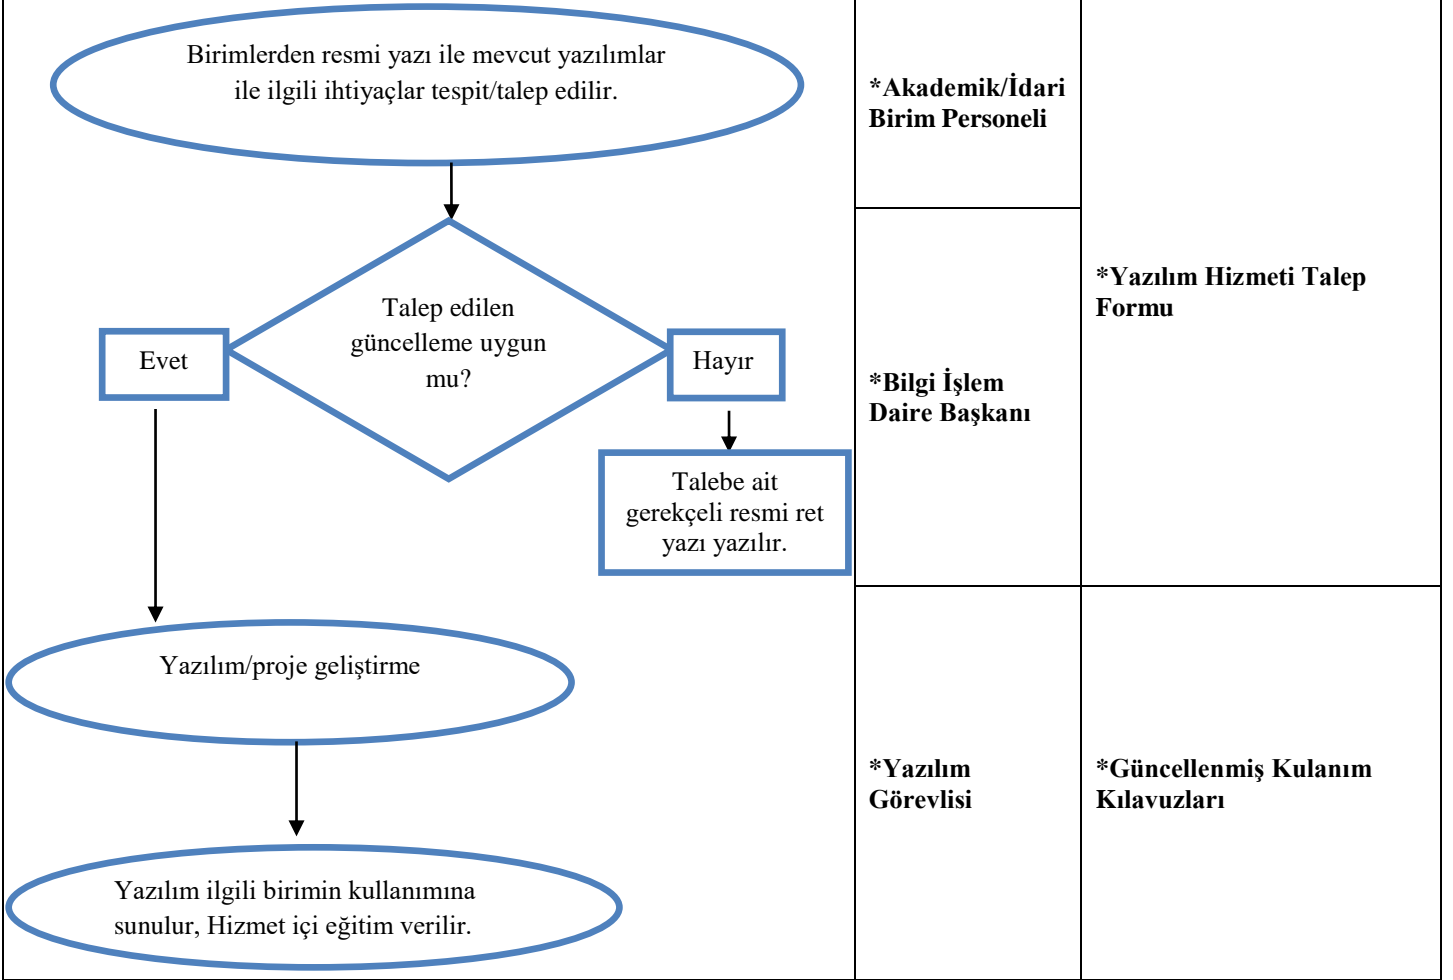 Birimlerden resmi yazı ile mevcut yazılımlar
ile ilgili ihtiyaçlar tespit/talep edilir.
*Akademik/İdari
Birim Personeli
*Yazılım Hizmeti Talep
Formu
Talep edilen
güncelleme uygun
mu?
Evet
Hayır
*Bilgi İşlem
Daire Başkanı
Talebe ait
gerekçeli resmi ret
yazı yazılır.
Yazılım/proje geliştirme
*Yazılım
Görevlisi
*Güncellenmiş Kulanım
Kılavuzları
Yazılım ilgili birimin kullanımına
sunulur, Hizmet içi eğitim verilir.